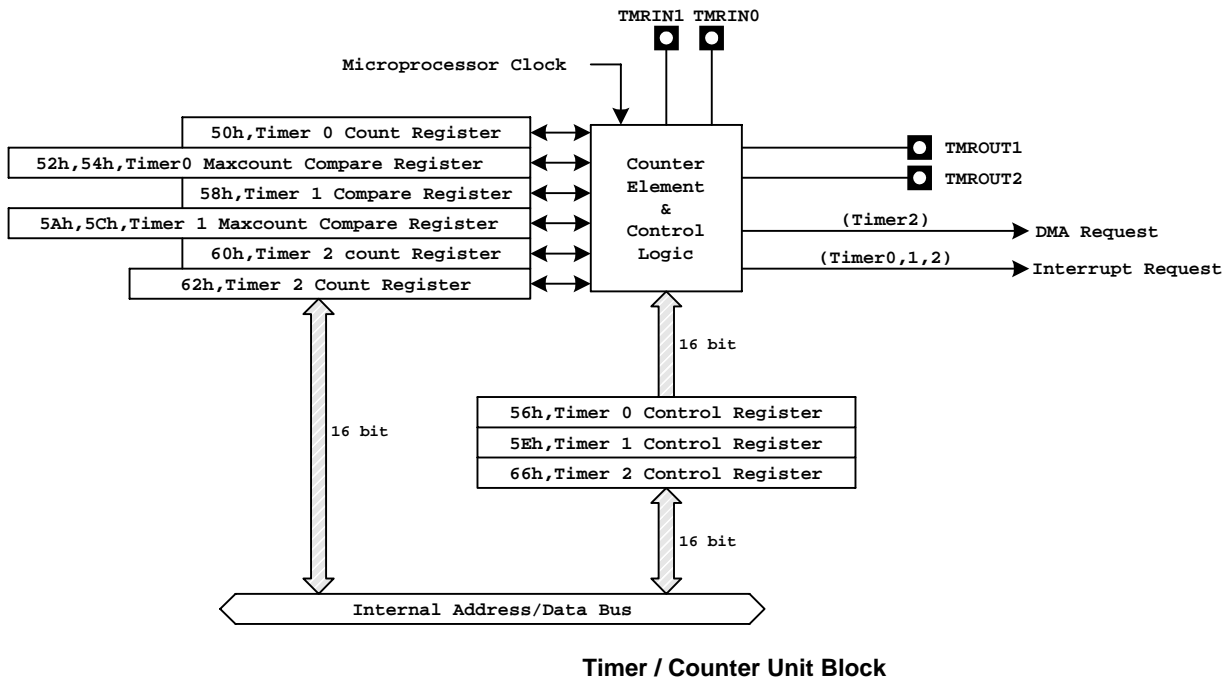 TMRIN1 TMRIN0
Microprocessor Clock
50h,Timer 0 Count Register
52h,54h,Timer0 Maxcount Compare Register
58h,Timer 1 Compare Register
5Ah,5Ch,Timer 1 Maxcount Compare Register
60h,Timer 2 count Register
62h,Timer 2 Count Register
Counter
Element
&
Control
Logic
TMROUT1
TMROUT2
(Timer2)
DMA Request
(Timer0,1,2)
Interrupt Request
16 bit
56h,Timer 0 Control Register
5Eh,Timer 1 Control Register
66h,Timer 2 Control Register
16 bit
16 bit
Internal Address/Data Bus
Timer / Counter Unit Block